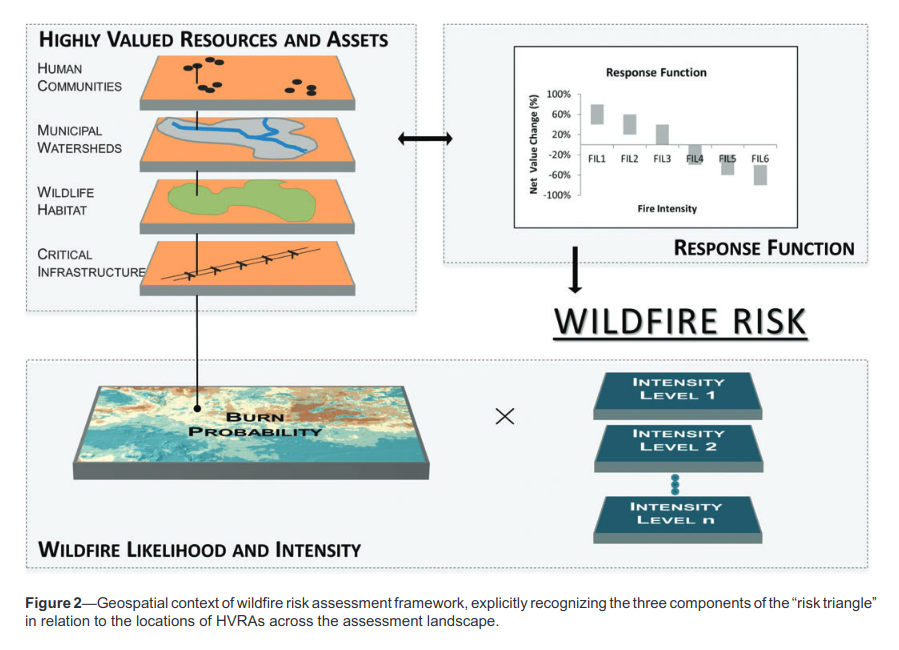 HIGHLY VALUED RESOURCES AND ASSETS
HUMAN
COMMUNITIES
MUNICIPAL
WATERSHEDS
WILDLIFE
HABITAT
CRITICAL
INFRASTRUCTURE
Response Function
Net Value Change (%)
100%
60%
20%
-20%
-60%
-100%
FIL1 FIL2 FIL3 FIL4 FIL5 FIL6
Fire Intensity
RESPONSE FUNCTION
WILDFIRE RISK
BURN
PROBABILITY
×
INTENSITY
LEVEL 1
INTENSITY
LEVEL 2
INTENSITY
LEVEL n
WILDFIRE LIKELIHOOD AND INTENSITY
Figure 2—Geospatial context of wildfire risk assessment framework, explicitly recognizing the three components of the “risk triangle”
in relation to the locations of HVRAs across the assessment landscape.